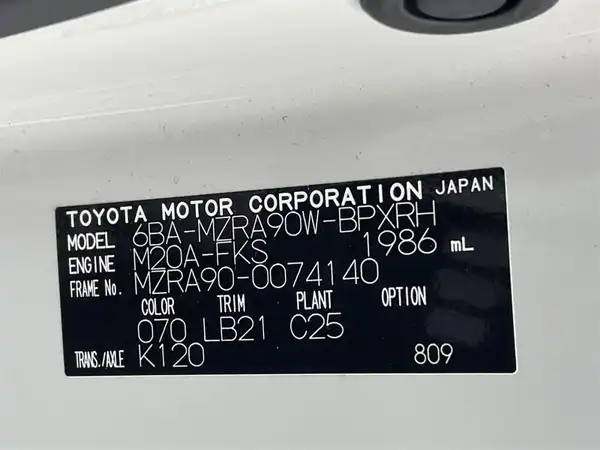 TOYOTA MOTOR CORPORATION JAPAN
MODEL 6BA-MZRA90W-BPXRH
ENGINE M20A-FKS 1986 mL
FRAME No. MZRA90-0074140
COLOR TRIM PLANT OPTION
070 LB21 C25
TRANS./AXLE K120 809